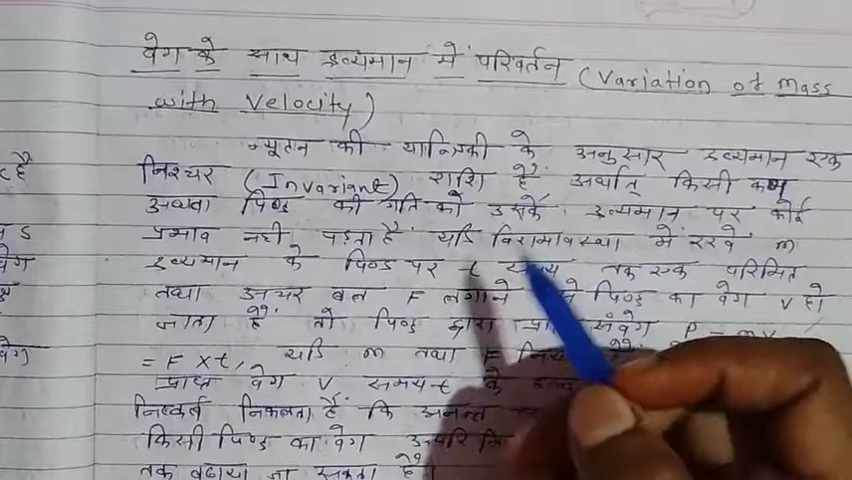 वेग के साथ द्रव्यमान में परिवर्तन (Variation of Mass
with Velocity)
न्यूटन की यान्त्रिकी के अनुसार द्रव्यमान एक
निश्चर (Invariant) राशि है अर्थात् किसी कण
अथवा पिण्ड की गति को उसके द्रव्यमान पर कोई
प्रभाव नही पड़ता है यदि विरामावस्था में रखे m
द्रव्यमान के पिण्ड पर t समय तक एक परिमित
तथा अचर बल F लगाने पिण्ड का वेग v हो
जाता है तो पिण्ड द्वारा संवेग P = mv
= F x t, यदि m तथा F
प्राप्त वेग v समय t के
निष्कर्ष निकलता है कि अनन्त
किसी पिण्ड का वेग
तक बढाया जा सकता है